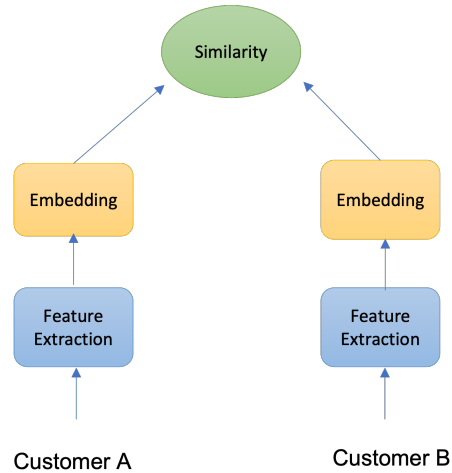 Similarity
Embedding
Embedding
Feature
Extraction
Feature
Extraction
Customer A
Customer B